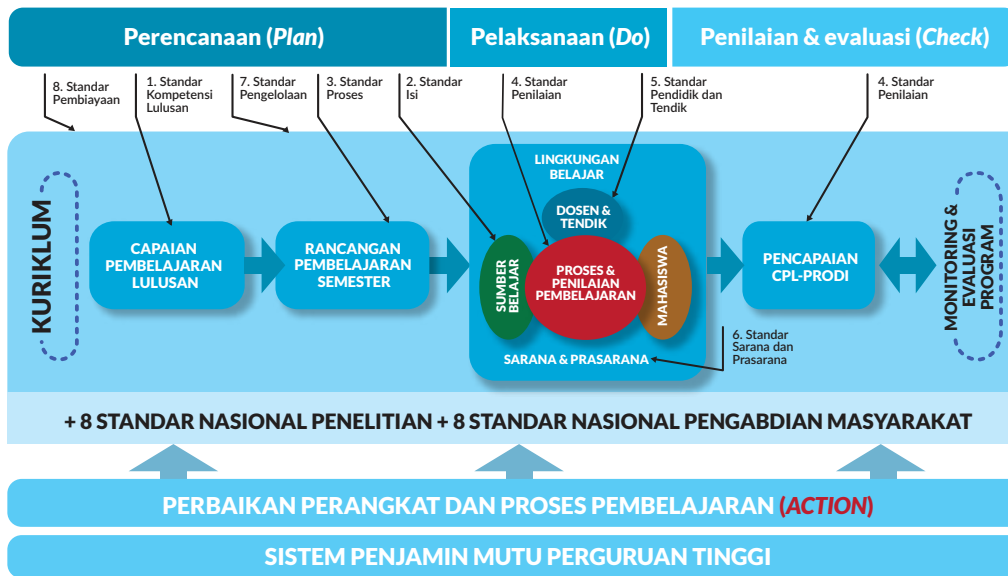 Perencanaan (Plan)
Pelaksanaan (Do)
Penilaian & evaluasi (Check)
8. Standar
Pembiayaan
1. Standar
Kompetensi
Lulusan
7. Standar
Pengelolaan
3. Standar
Proses
2. Standar
Isi
4. Standar
Penilaian
5. Standar
Pendidik dan
Tendik
4. Standar
Penilaian
KURIKLUM
CAPAIAN
PEMBELAJARAN
LULUSAN
RANCANGAN
PEMBELAJARAN
SEMESTER
LINGKUNGAN
BELAJAR
DOSEN &
TENDIK
SUMBER
BELAJAR
PROSES &
PENILAIAN
PEMBELAJARAN
MAHASISWA
SARANA & PRASARANA
6. Standar
Sarana dan
Prasarana
PENCAPAIAN
CPL-PRODI
MONITORING &
EVALUASI
PROGRAM
+ 8 STANDAR NASIONAL PENELITIAN + 8 STANDAR NASIONAL PENGABDIAN MASYARAKAT
PERBAIKAN PERANGKAT DAN PROSES PEMBELAJARAN (ACTION)
SISTEM PENJAMIN MUTU PERGURUAN TINGGI